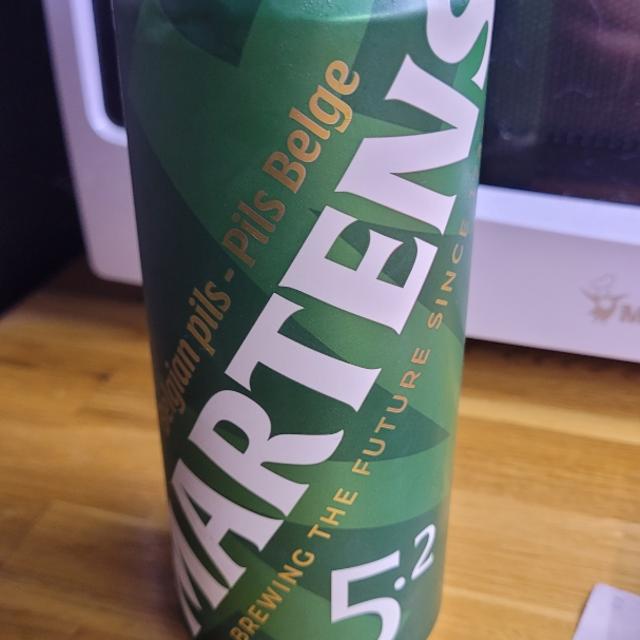 Belgian pils - Pils Belge
MARTENS
BREWING THE FUTURE SINCE
5.2